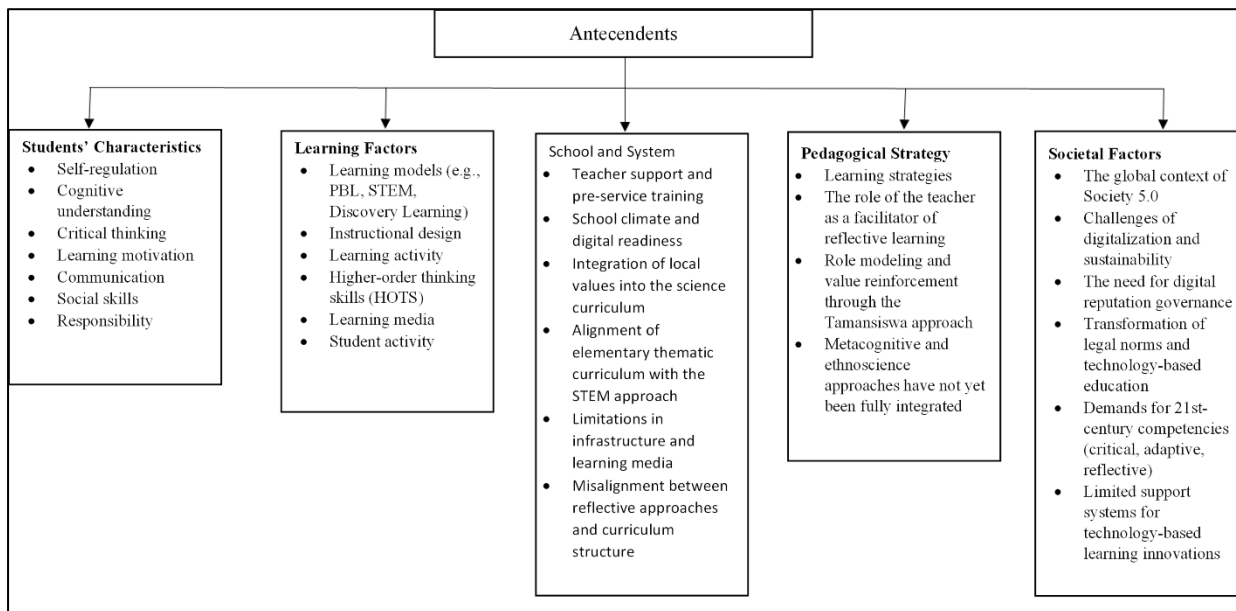 Antecendents
Students' Characteristics
• Self-regulation
• Cognitive
understanding
• Critical thinking
• Learning motivation
• Communication
• Social skills
• Responsibility
Learning Factors
• Learning models (e.g.,
PBL, STEM,
Discovery Learning)
• Instructional design
• Learning activity
• Higher-order thinking
skills (HOTS)
• Learning media
• Student activity
School and System
• Teacher support and
pre-service training
• School climate and
digital readiness
• Integration of local
values into the science
curriculum
• Alignment of
elementary thematic
curriculum with the
STEM approach
• Limitations in
infrastructure and
learning media
• Misalignment between
reflective approaches
and curriculum
structure
Pedagogical Strategy
• Learning strategies
• The role of the teacher
as a facilitator of
reflective learning
• Role modeling and
value reinforcement
through the
Tamansiswa approach
• Metacognitive and
ethnoscience
approaches have not yet
been fully integrated
Societal Factors
• The global context of
Society 5.0
• Challenges of
digitalization and
sustainability
• The need for digital
reputation governance
• Transformation of
legal norms and
technology-based
education
• Demands for 21st-
century competencies
(critical, adaptive,
reflective)
• Limited support
systems for
technology-based
learning innovations